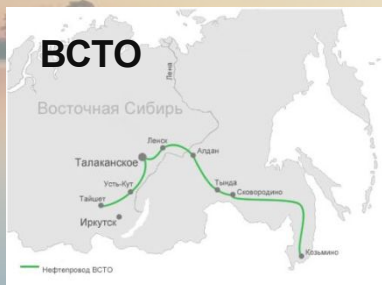 ВСТО
Лена
Восточная Сибирь
Ленск
Талаканское
Алдан
Усть-Кут
Тында
Сковородино
Тайшет
Иркутск
Козьмино
Нефтепровод ВСТО